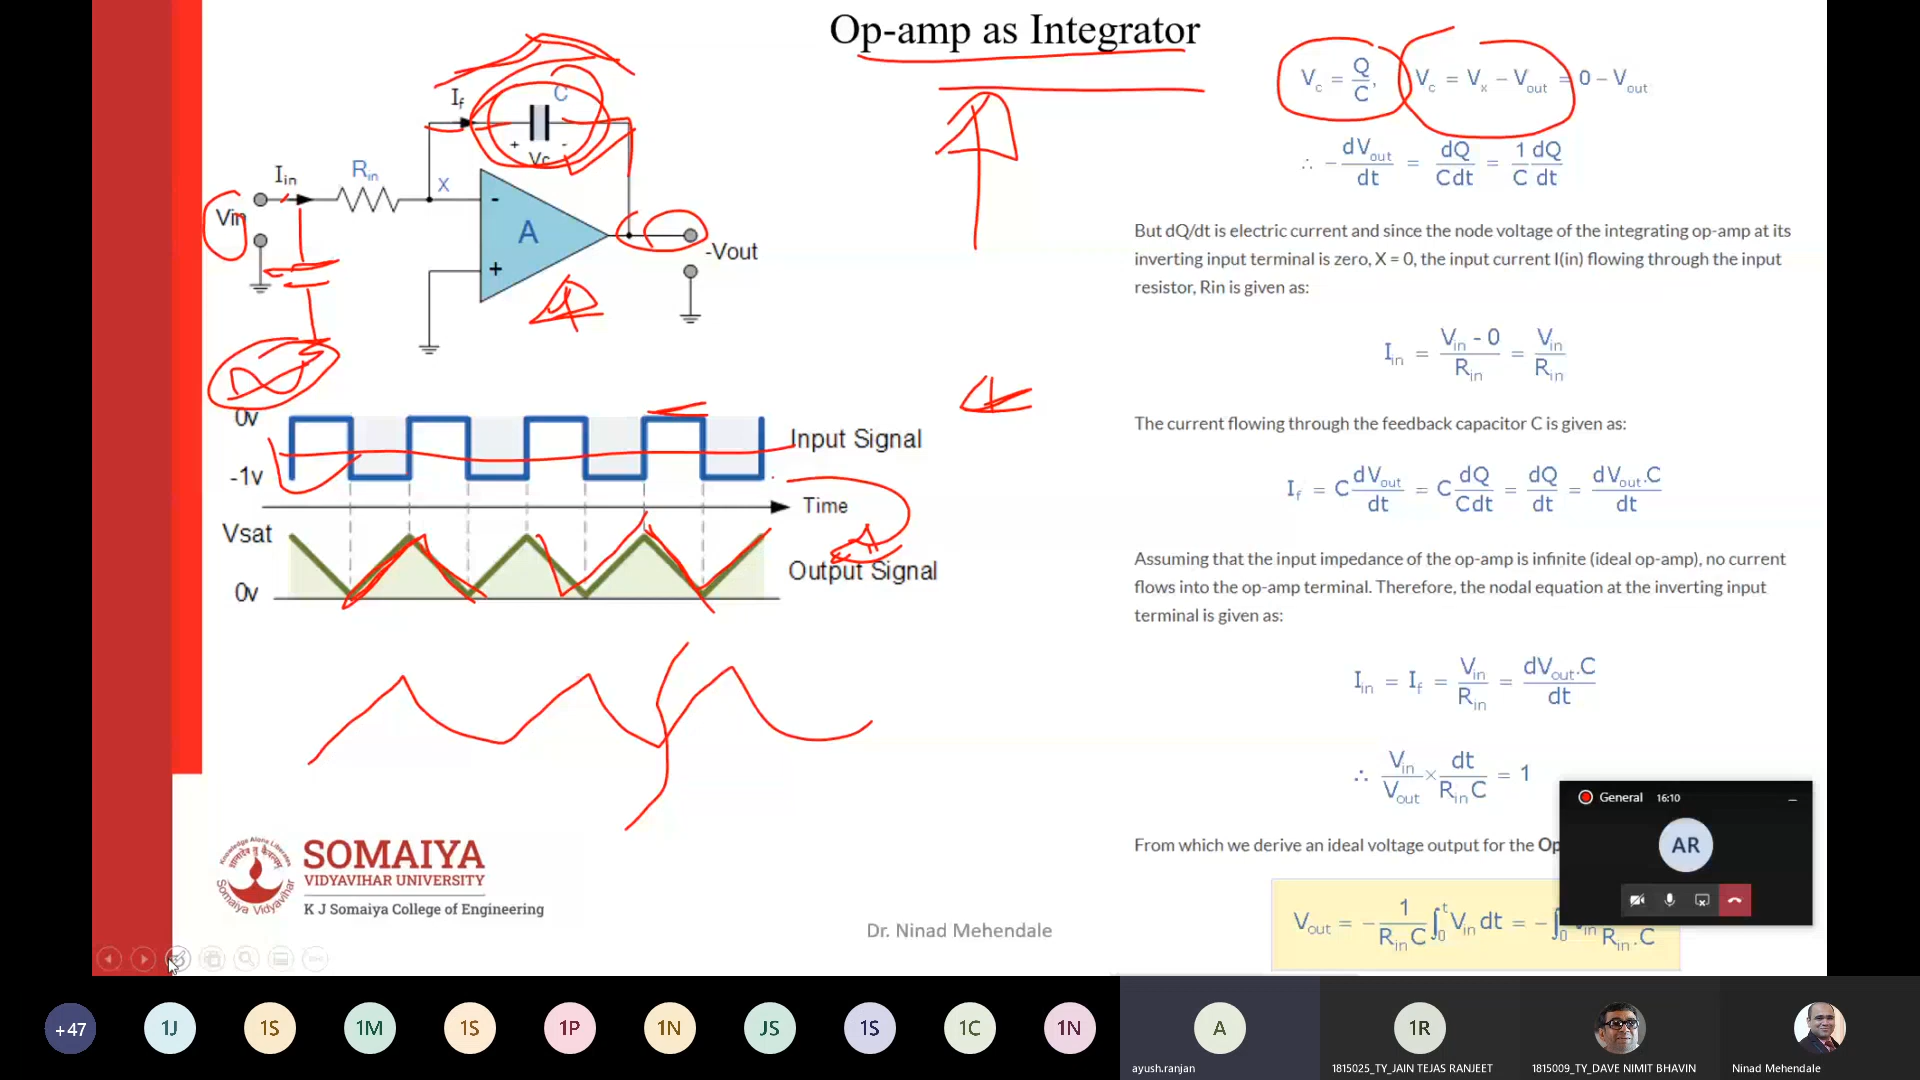 Op-amp as Integrator
I_f
C
+ Vc -
I_in
R_in
X
Vin
-
A
+
-Vout
0v
-1v
Input Signal
Time
Vsat
0v
Output Signal
V_c = Q/C, V_c = V_x − V_out = 0 − V_out
∴ − dV_out/dt = dQ/Cdt = 1/C dQ/dt
But dQ/dt is electric current and since the node voltage of the integrating op-amp at its
inverting input terminal is zero, X = 0, the input current I(in) flowing through the input
resistor, Rin is given as:
I_in = V_in - 0/R_in = V_in/R_in
The current flowing through the feedback capacitor C is given as:
I_f = C dV_out/dt = C dQ/Cdt = dQ/dt = dV_out.C/dt
Assuming that the input impedance of the op-amp is infinite (ideal op-amp), no current
flows into the op-amp terminal. Therefore, the nodal equation at the inverting input
terminal is given as:
I_in = I_f = V_in/R_in = dV_out.C/dt
∴ V_in/V_out × dt/R_in C = 1
From which we derive an ideal voltage output for the Op
V_out = − 1/R_in C ∫_0^t V_in dt = − ∫_0 V_in R_in.C
General 16:10
AR
SOMAIYA
VIDYAVIHAR UNIVERSITY
K J Somaiya College of Engineering
Dr. Ninad Mehendale
+47 1J 1S 1M 1S 1P 1N JS 1S 1C 1N A 1R
ayush.ranjan 1815025_TY_JAIN TEJAS RANJEET 1815009_TY_DAVE NIMIT BHAVIN Ninad Mehendale